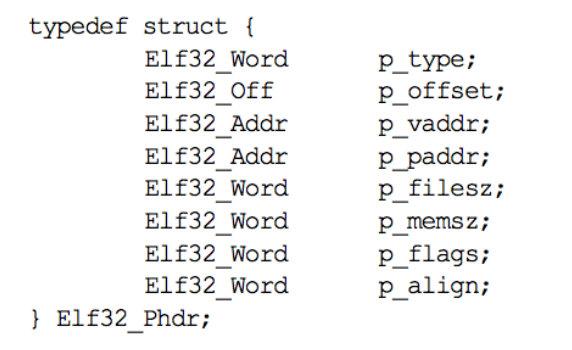 typedef struct {
        Elf32_Word      p_type;
        Elf32_Off       p_offset;
        Elf32_Addr      p_vaddr;
        Elf32_Addr      p_paddr;
        Elf32_Word      p_filesz;
        Elf32_Word      p_memsz;
        Elf32_Word      p_flags;
        Elf32_Word      p_align;
} Elf32_Phdr;